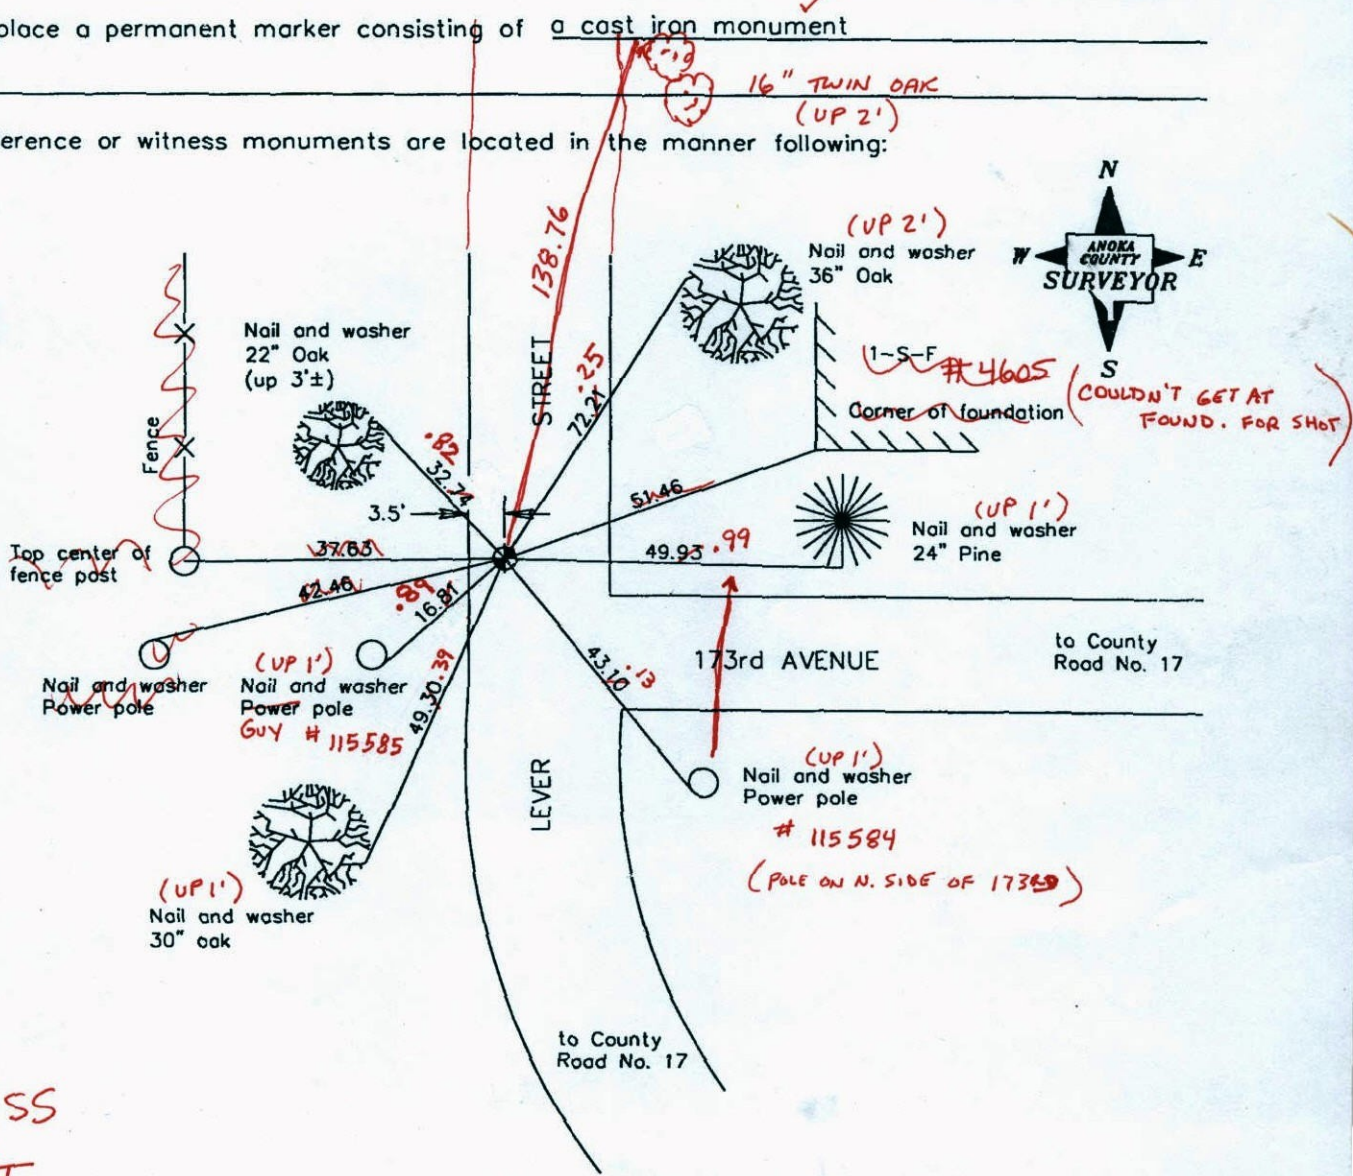 place a permanent marker consisting of a cast iron monument
16" TWIN OAK
(UP 2')
erence or witness monuments are located in the manner following:
N
W
ANOKA
COUNTY
SURVEYOR
E
S
138.76
(UP 2')
Nail and washer
36" Oak
Nail and washer
22" Oak
(up 3'±)
STREET
.25
72.21
1-S-F
#4605
Corner of foundation
(COULDN'T GET AT
FOUND. FOR SHOT)
Fence
.82
32.74
3.5'
51.46
(UP 1')
Nail and washer
24" Pine
Top center of
fence post
37.63
49.93
.99
42.46
.89
16.81
Nail and washer
Power pole
(UP 1')
Nail and washer
Power pole
GUY # 115585
49.30
.39
43.10
.13
173rd AVENUE
to County
Road No. 17
LEVER
(UP 1')
Nail and washer
Power pole
# 115584
(POLE ON N. SIDE OF 173RD)
(UP 1')
Nail and washer
30" oak
to County
Road No. 17
SS